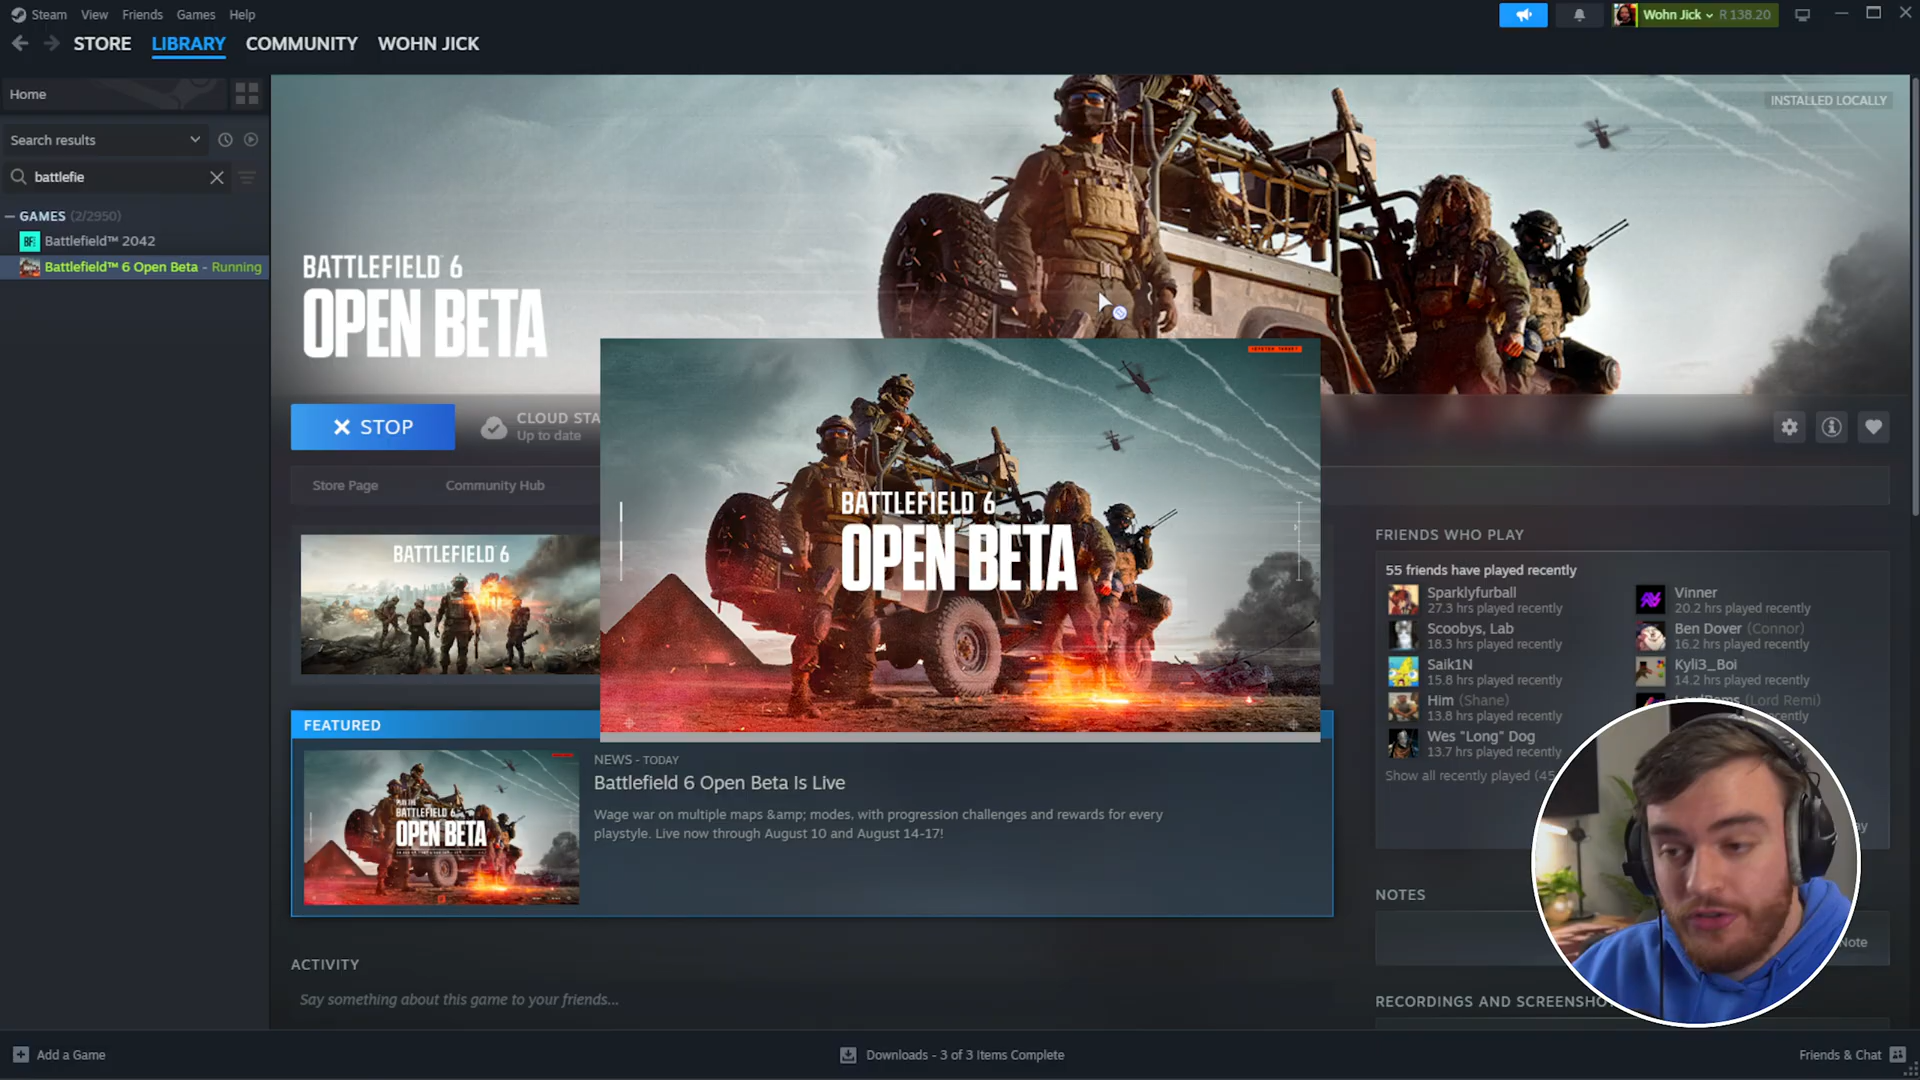 Steam View Friends Games Help
Wohn Jick R 138.20
STORE LIBRARY COMMUNITY WOHN JICK
Home
INSTALLED LOCALLY
Search results
battlefie
GAMES (2/2950)
Battlefield™ 2042
Battlefield™ 6 Open Beta - Running
BATTLEFIELD 6
OPEN BETA
STOP
CLOUD STA
Up to date
Store Page Community Hub
BATTLEFIELD 6
BATTLEFIELD 6
OPEN BETA
FRIENDS WHO PLAY
55 friends have played recently
Sparklyfurball
27.3 hrs played recently
Vinner
20.2 hrs played recently
Scoobys, Lab
18.3 hrs played recently
Ben Dover (Connor)
16.2 hrs played recently
Saik1N
15.8 hrs played recently
Kyli3_Boi
14.2 hrs played recently
Him (Shane)
13.8 hrs played recently
(Lord Remi)
Wes "Long" Dog
13.7 hrs played recently
Show all recently played
FEATURED
BATTLEFIELD 6
OPEN BETA
NEWS - TODAY
Battlefield 6 Open Beta Is Live
Wage war on multiple maps &amp; modes, with progression challenges and rewards for every
playstyle. Live now through August 10 and August 14-17!
NOTES
Note
ACTIVITY
Say something about this game to your friends...
RECORDINGS AND SCREENSHO
Add a Game
Downloads - 3 of 3 Items Complete
Friends & Chat